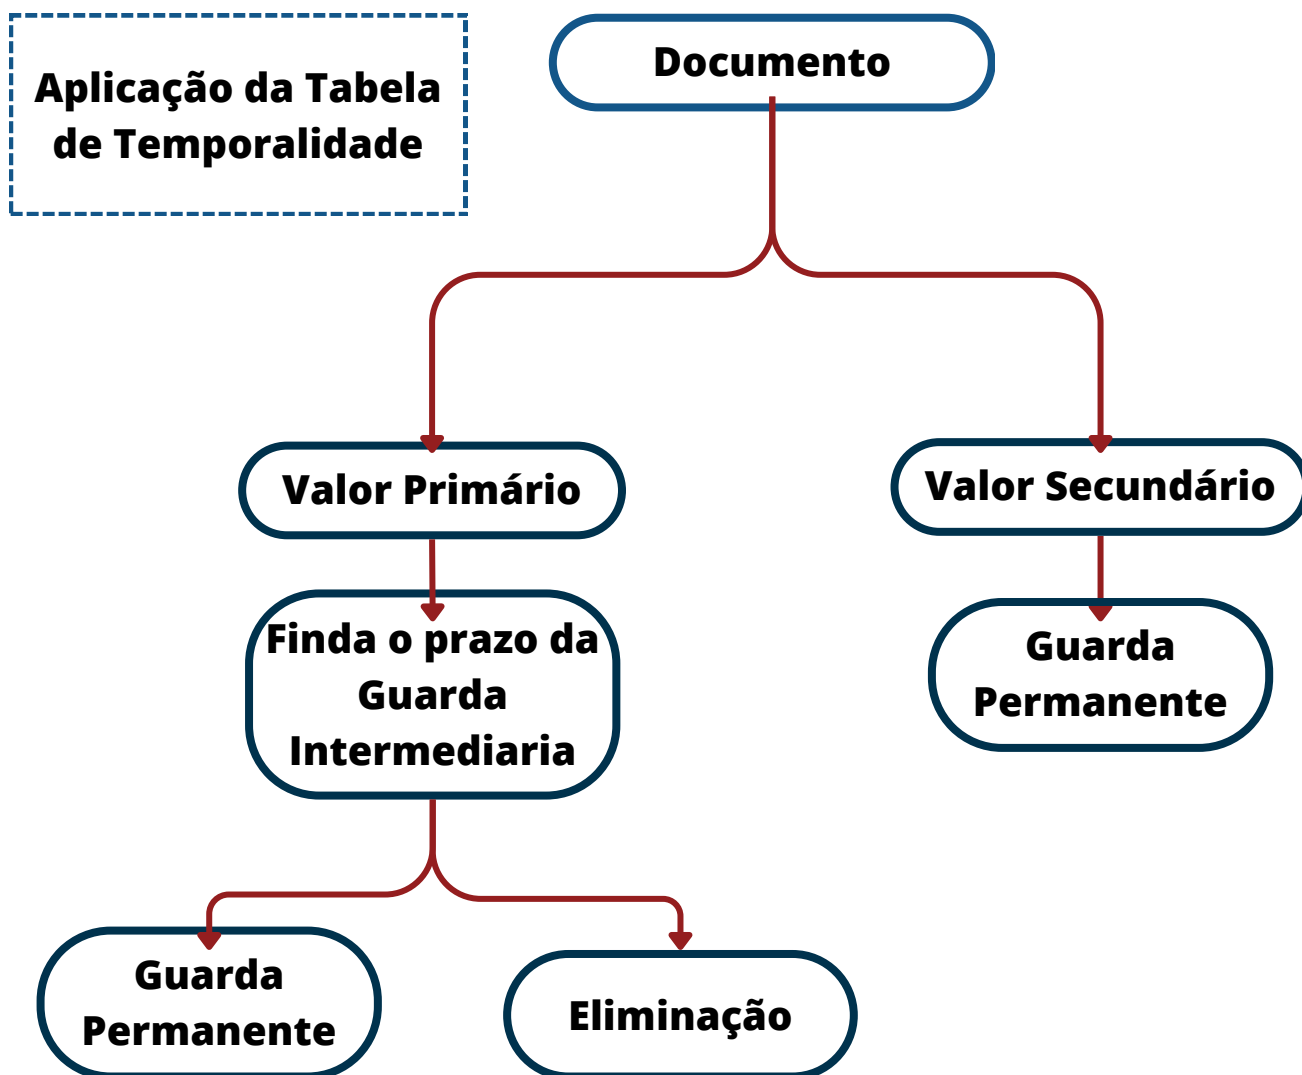 Aplicação da Tabela
de Temporalidade
Documento
Valor Primário
Valor Secundário
Finda o prazo da
Guarda
Intermediaria
Guarda
Permanente
Guarda
Permanente
Eliminação